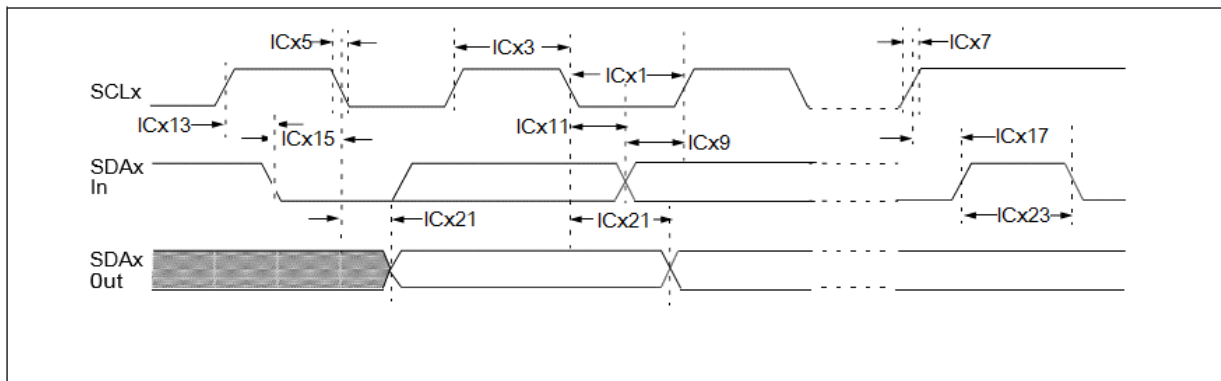 ICx5
ICx3
ICx7
ICx1
SCLx
ICx13
ICx15
ICx11
ICx17
ICx9
SDAx
In
ICx21
ICx21
ICx23
SDAx
Out